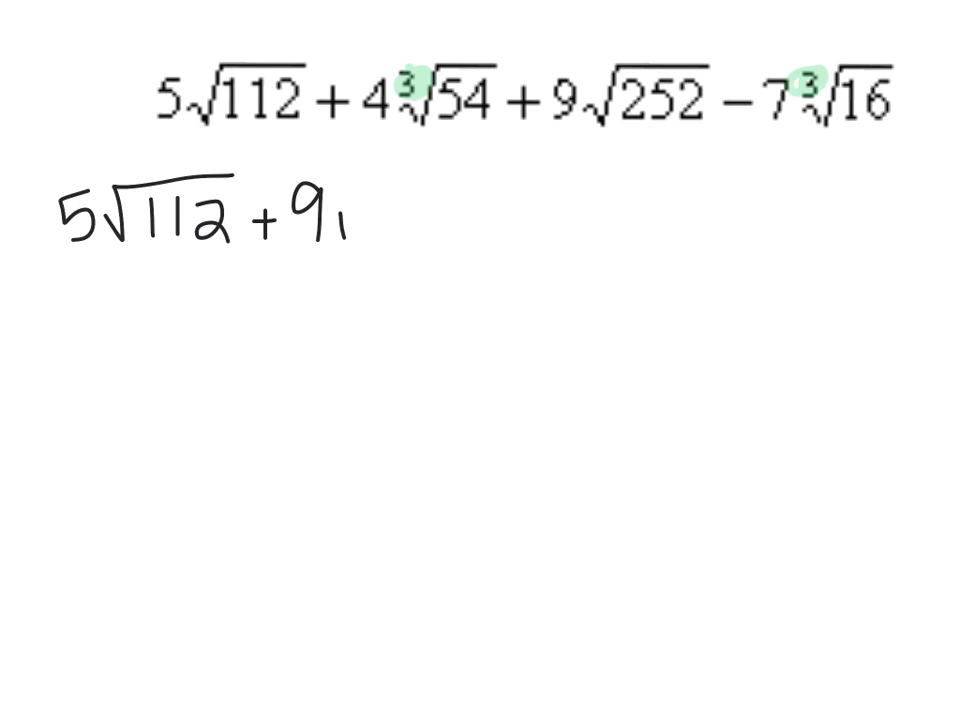 5√112 + 4∛54 + 9√252 − 7∛16
5√112 + 9